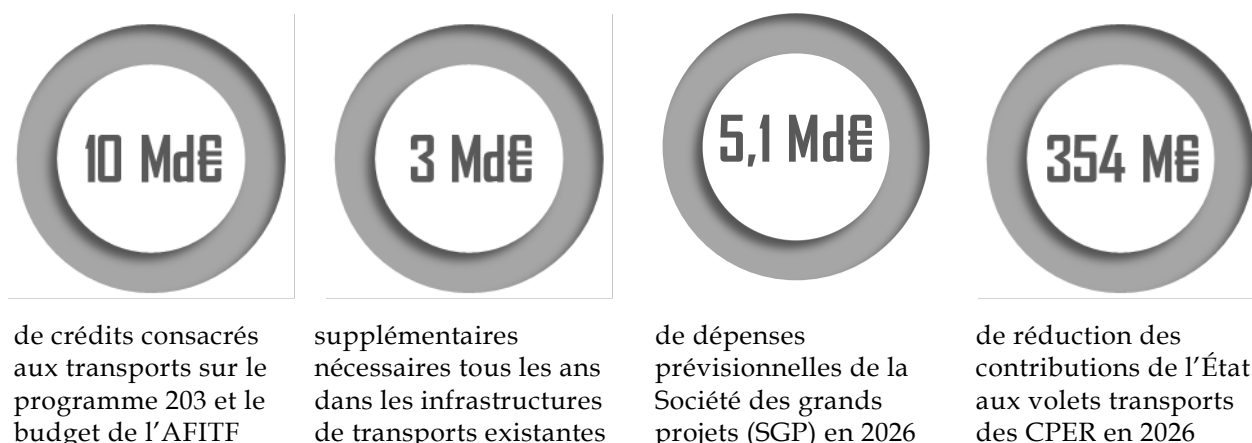 10 Md€
de crédits consacrés
aux transports sur le
programme 203 et le
budget de l’AFITF
3 Md€
supplémentaires
nécessaires tous les ans
dans les infrastructures
de transports existantes
5,1 Md€
de dépenses
prévisionnelles de la
Société des grands
projets (SGP) en 2026
354 M€
de réduction des
contributions de l’État
aux volets transports
des CPER en 2026